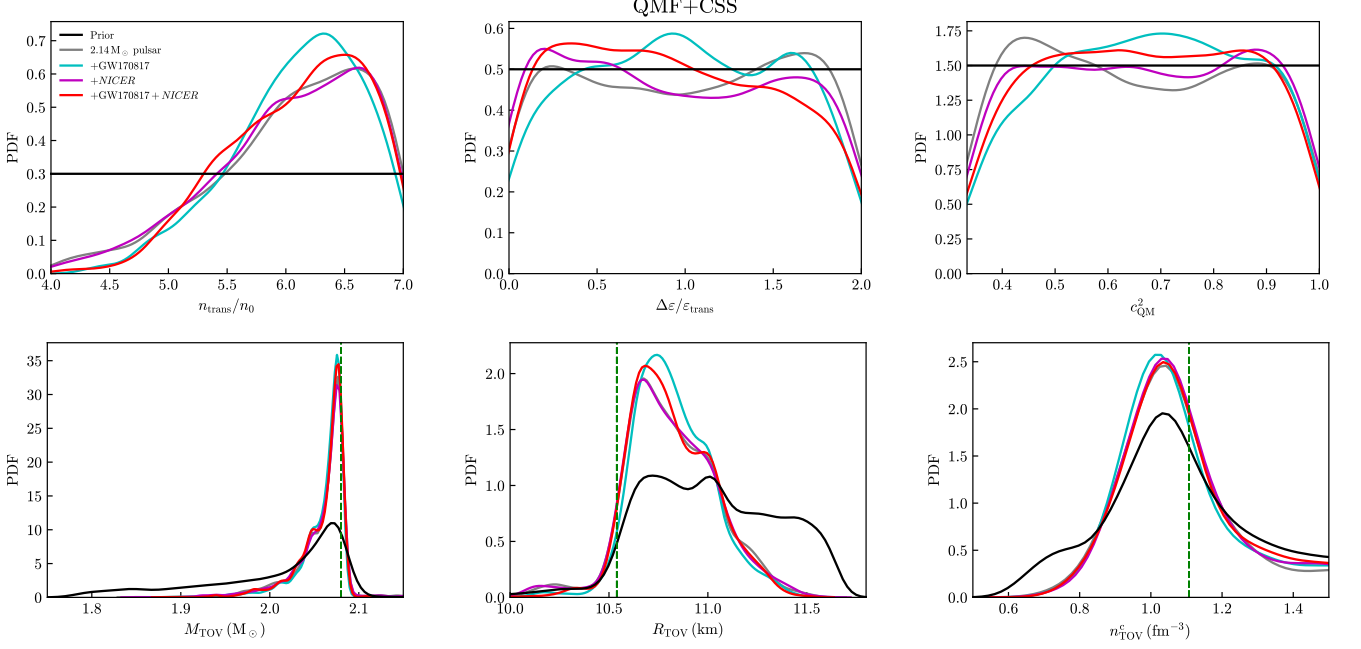 QMF+CSS
PDF
0.7
0.6
0.5
0.4
0.3
0.2
0.1
0.0
Prior
2.14 M⊙ pulsar
+GW170817
+NICER
+GW170817 + NICER
4.0 4.5 5.0 5.5 6.0 6.5 7.0
n_trans/n_0
PDF
0.6
0.5
0.4
0.3
0.2
0.1
0.0
0.0 0.5 1.0 1.5 2.0
Δε/ε_trans
PDF
1.75
1.50
1.25
1.00
0.75
0.50
0.25
0.00
0.4 0.5 0.6 0.7 0.8 0.9 1.0
c²_QM
PDF
35
30
25
20
15
10
5
0
1.8 1.9 2.0 2.1
M_TOV (M⊙)
PDF
2.0
1.5
1.0
0.5
0.0
10.0 10.5 11.0 11.5
R_TOV (km)
PDF
2.5
2.0
1.5
1.0
0.5
0.0
0.6 0.8 1.0 1.2 1.4
n^c_TOV (fm⁻³)